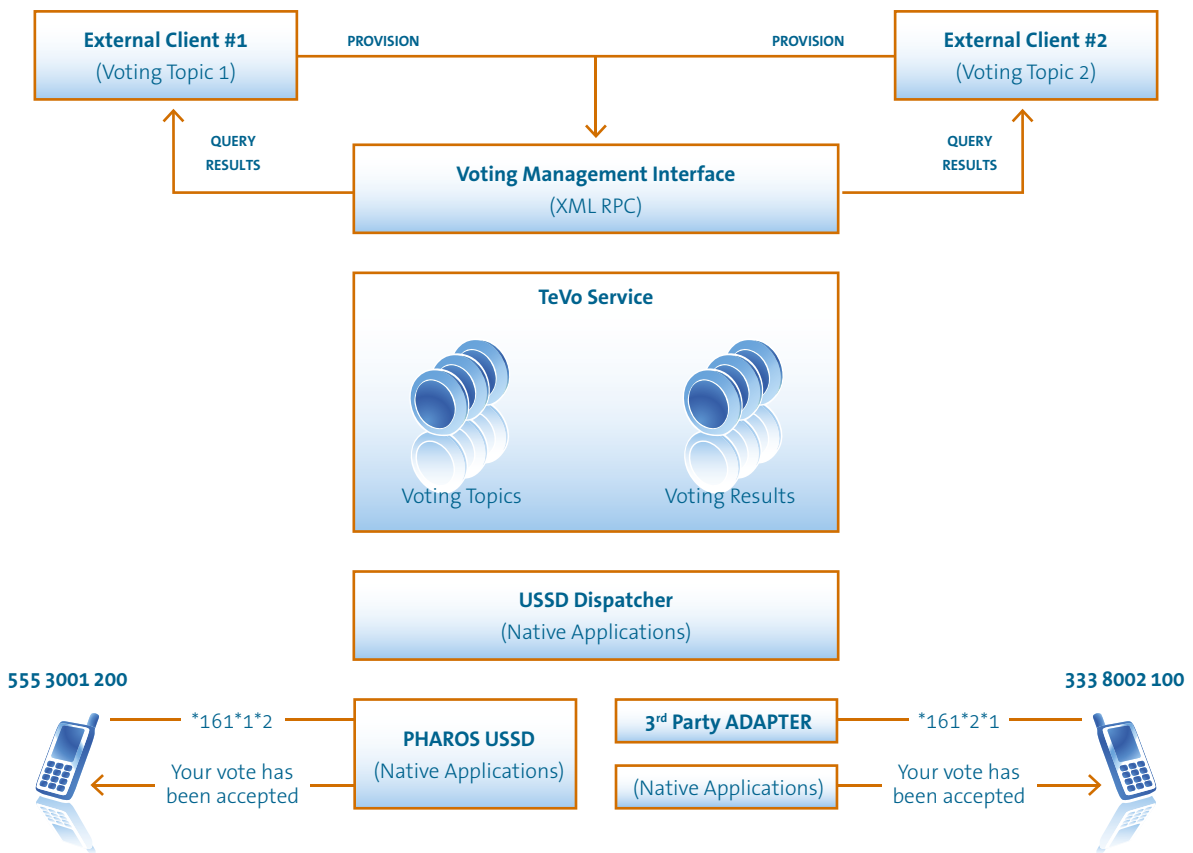 External Client #1
(Voting Topic 1)
PROVISION
PROVISION
External Client #2
(Voting Topic 2)
QUERY
RESULTS
QUERY
RESULTS
Voting Management Interface
(XML RPC)
TeVo Service
Voting Topics
Voting Results
USSD Dispatcher
(Native Applications)
555 3001 200
333 8002 100
*161*1*2
PHAROS USSD
(Native Applications)
3rd Party ADAPTER
*161*2*1
Your vote has
been accepted
(Native Applications)
Your vote has
been accepted